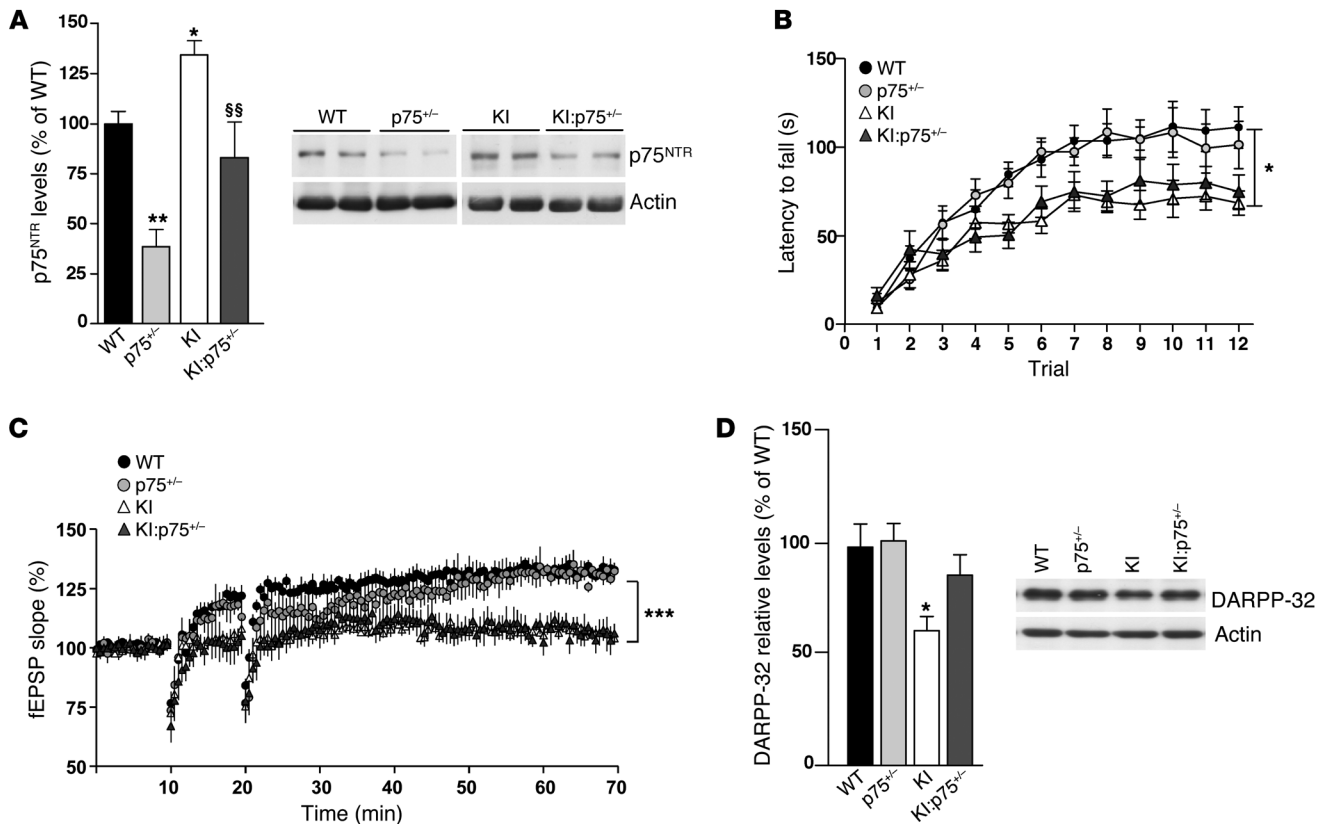 A
p75NTR levels (% of WT)
150
125
100
75
50
25
0
*
**
§§
WT
p75+/–
KI
KI:p75+/–
WT
p75+/–
KI
KI:p75+/–
p75NTR
Actin
B
Latency to fall (s)
150
100
50
0
WT
p75+/–
KI
KI:p75+/–
*
0 1 2 3 4 5 6 7 8 9 10 11 12
Trial
C
WT
p75+/–
KI
KI:p75+/–
fEPSP slope (%)
150
125
100
75
50
***
10 20 30 40 50 60 70
Time (min)
D
DARPP-32 relative levels (% of WT)
150
100
50
0
*
WT
p75+/–
KI
KI:p75+/–
WT
p75+/–
KI
KI:p75+/–
DARPP-32
Actin